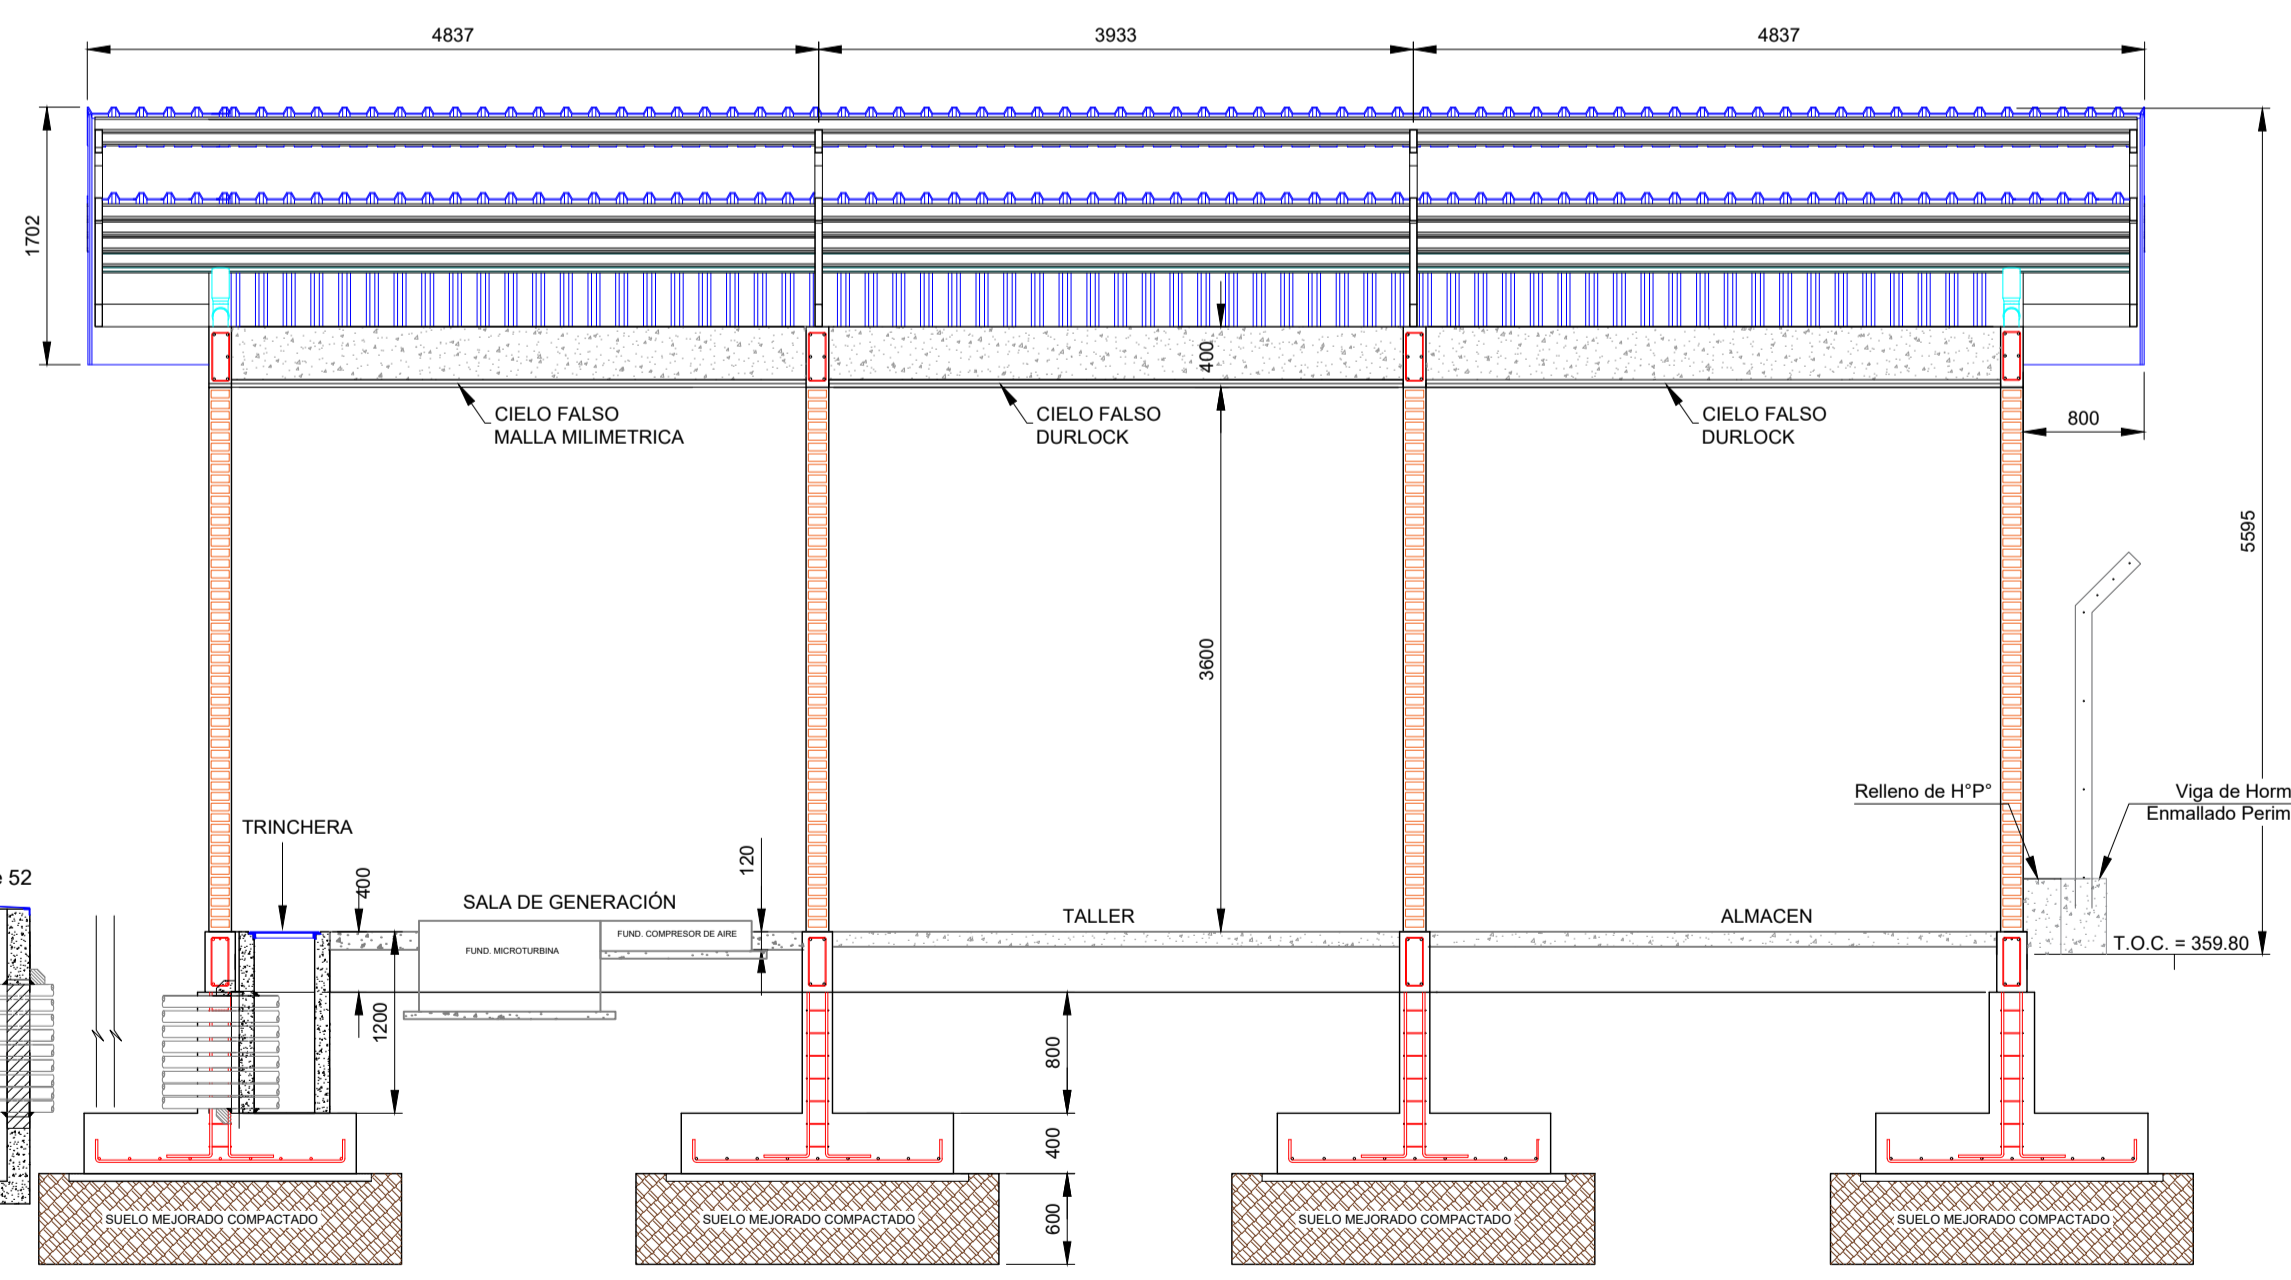 4837
3933
4837
1702
400
CIELO FALSO
MALLA MILIMETRICA
CIELO FALSO
DURLOCK
CIELO FALSO
DURLOCK
800
5595
3600
Relleno de H°P°
Viga de Horm
Enmallado Perim
TRINCHERA
120
52
400
SALA DE GENERACIÓN
TALLER
ALMACEN
FUND. COMPRESOR DE AIRE
FUND. MICROTURBINA
T.O.C. = 359.80
1200
800
400
600
SUELO MEJORADO COMPACTADO
SUELO MEJORADO COMPACTADO
SUELO MEJORADO COMPACTADO
SUELO MEJORADO COMPACTADO